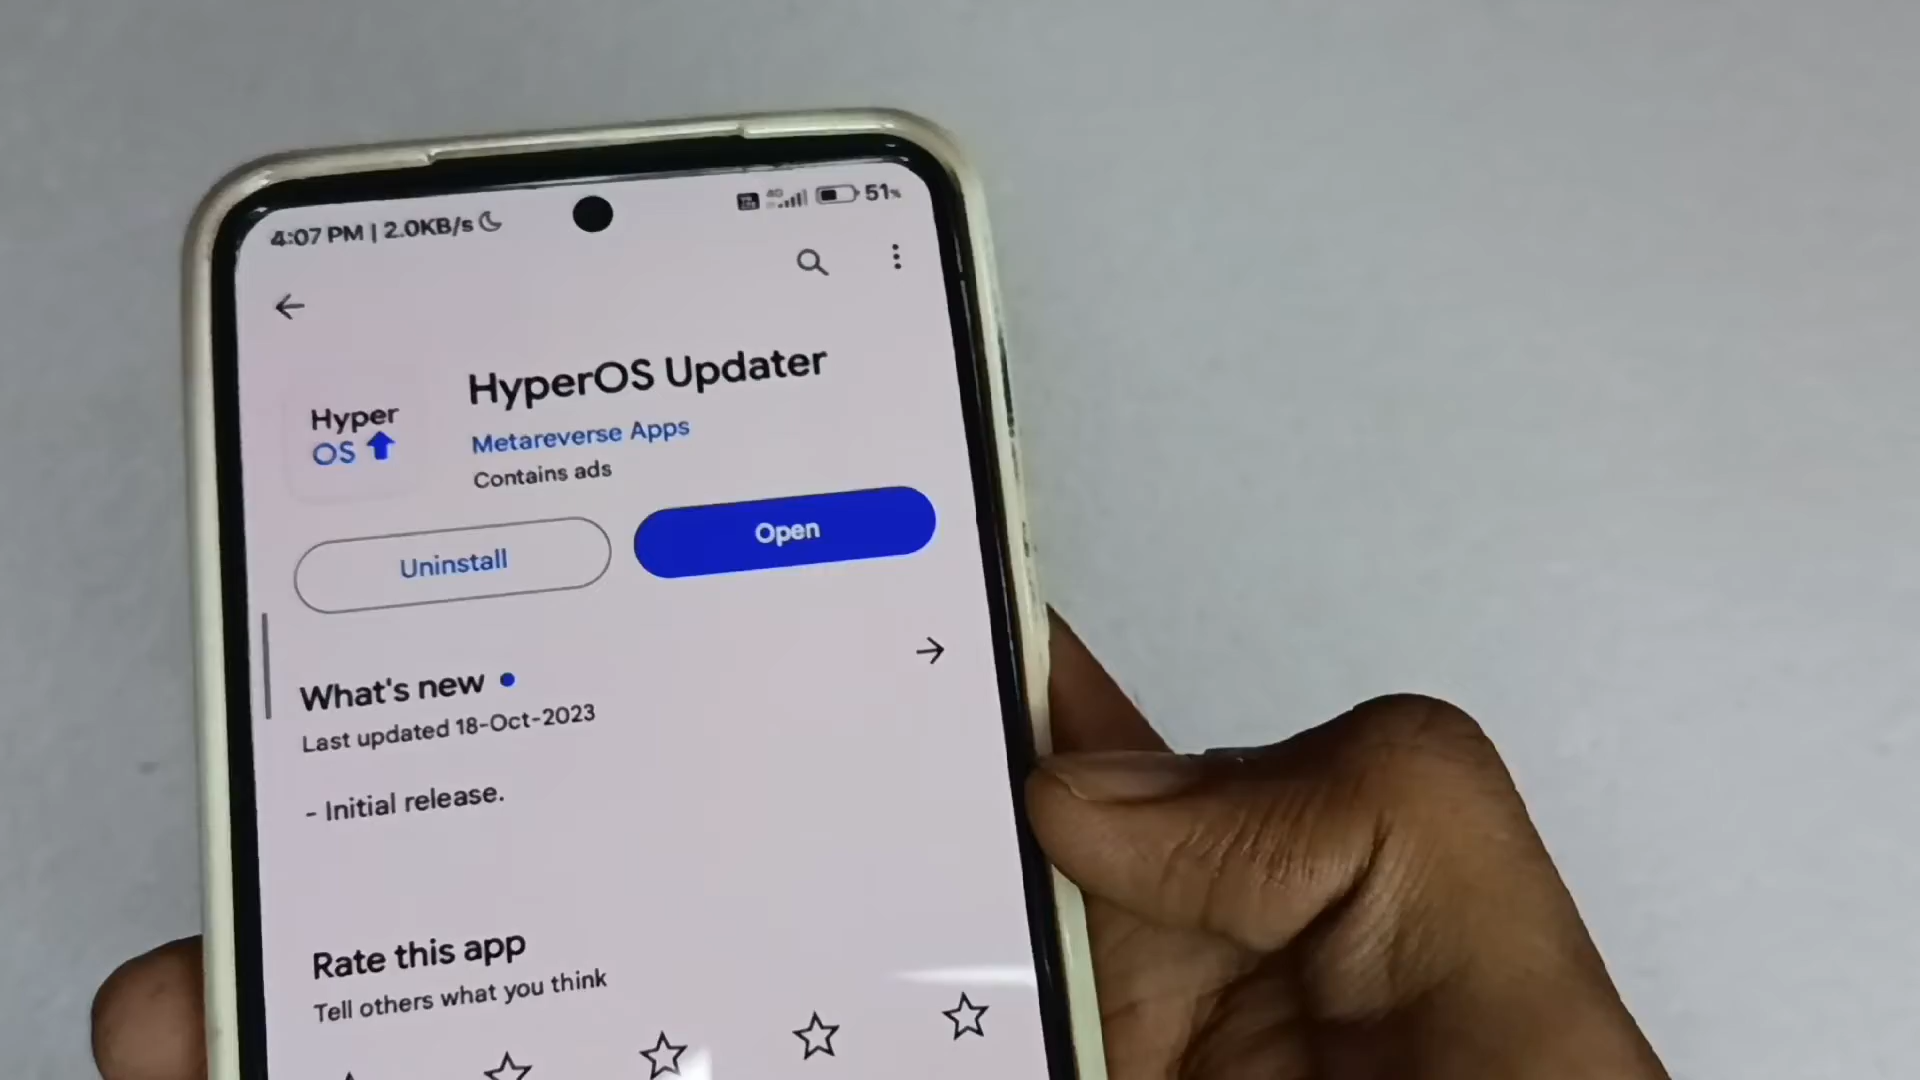 4:07 PM | 2.0KB/s
4G
51%
HyperOS Updater
Hyper
OS
Metareverse Apps
Contains ads
Uninstall
Open
What's new
Last updated 18-Oct-2023
- Initial release.
Rate this app
Tell others what you think